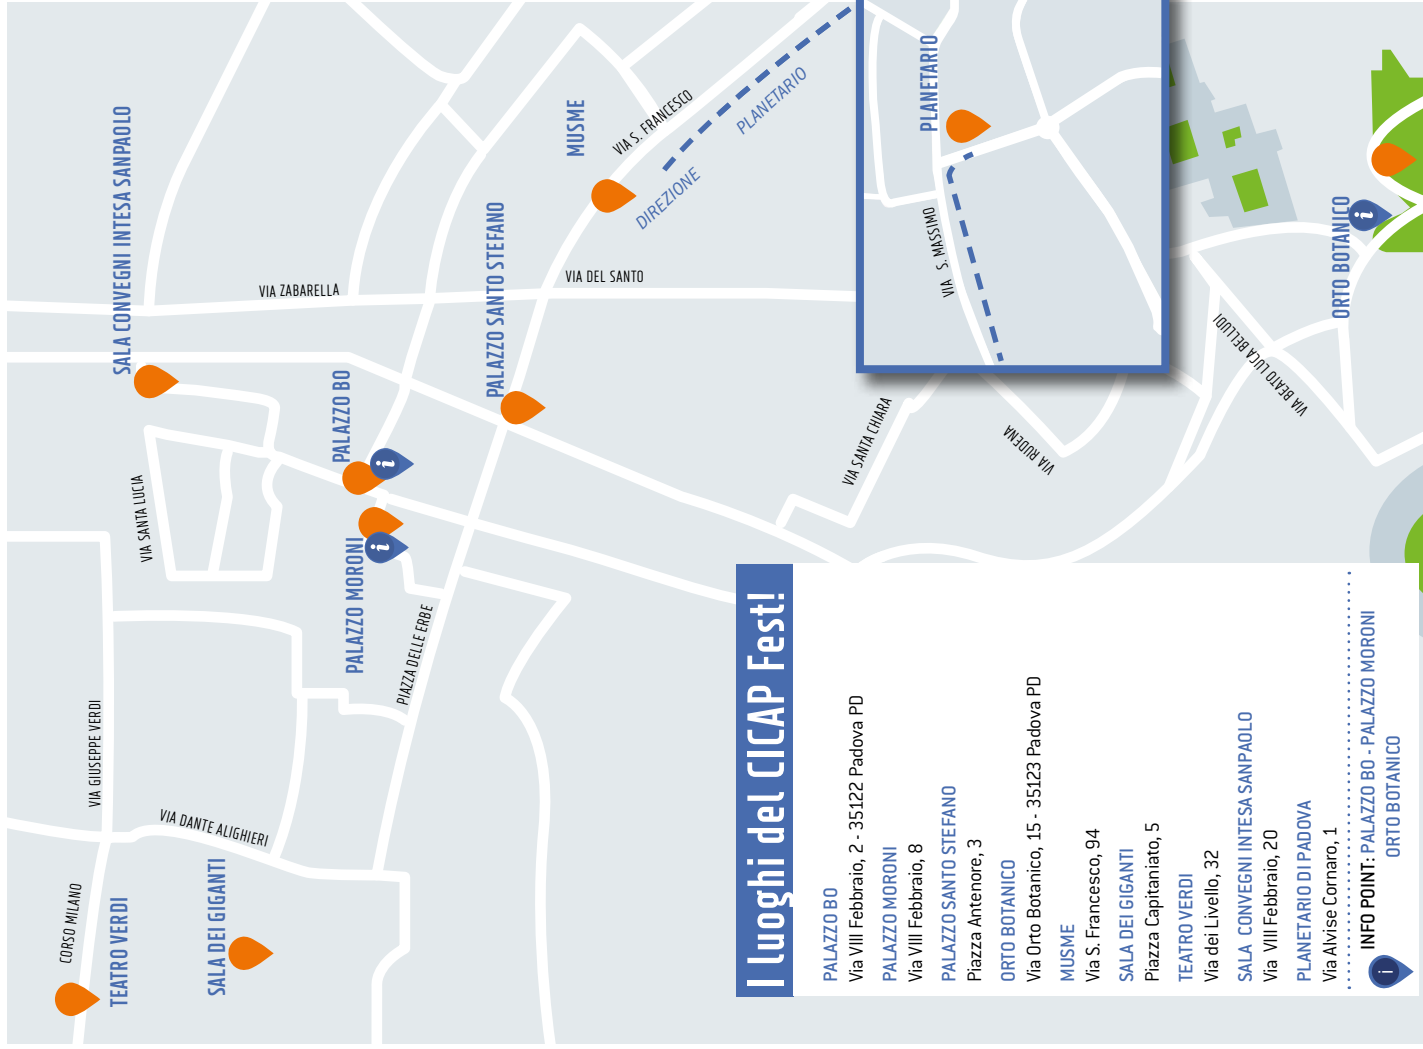 I luoghi del CICAP Fest!
PALAZZO BO
Via VIII Febbraio, 2 - 35122 Padova PD
PALAZZO MORONI
Via VIII Febbraio, 8
PALAZZO SANTO STEFANO
Piazza Antenore, 3
ORTO BOTANICO
Via Orto Botanico, 15 - 35123 Padova PD
MUSME
Via S. Francesco, 94
SALA DEI GIGANTI
Piazza Capitaniato, 5
TEATRO VERDI
Via dei Livello, 32
SALA CONVEGNI INTESA SANPAOLO
Via VIII Febbraio, 20
PLANETARIO DI PADOVA
Via Alvise Cornaro, 1
i INFO POINT: PALAZZO BO - PALAZZO MORONI
ORTO BOTANICO
CORSO MILANO
TEATRO VERDI
SALA DEI GIGANTI
VIA DANTE ALIGHIERI
VIA GIUSEPPE VERDI
VIA SANTA LUCIA
PIAZZA DELLE ERBE
PALAZZO MORONI
i
PALAZZO BO
i
SALA CONVEGNI INTESA SANPAOLO
VIA ZABARELLA
PALAZZO SANTO STEFANO
VIA DEL SANTO
MUSME
VIA S. FRANCESCO
DIREZIONE
PLANETARIO
PLANETARIO
VIA S. MASSIMO
VIA SANTA CHIARA
VIA RUDENA
VIA BEATO LUCA BELLUDI
ORTO BOTANICO
i